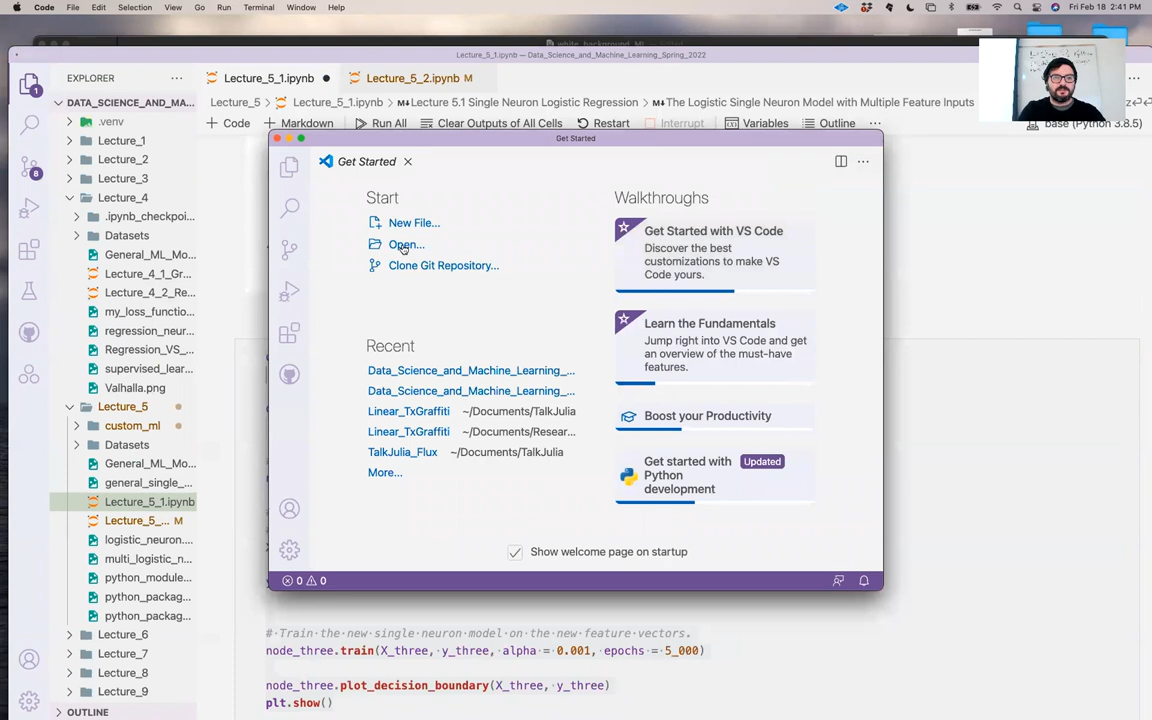 Code File Edit Selection View Go Run Terminal Window Help
Fri Feb 18 2:41 PM
Lecture_5_1.ipynb — Data_Science_and_Machine_Learning_Spring_2022
EXPLORER
Lecture_5_1.ipynb
Lecture_5_2.ipynb M
Lecture_5 > Lecture_5_1.ipynb > Lecture 5.1 Single Neuron Logistic Regression > The Logistic Single Neuron Model with Multiple Feature Inputs
+ Code + Markdown Run All Clear Outputs of All Cells Restart Interrupt Variables Outline ...
base (Python 3.8.5)
1
8
DATA_SCIENCE_AND_MA...
.venv
Lecture_1
Lecture_2
Lecture_3
Lecture_4
.ipynb_checkpoi...
Datasets
General_ML_Mo...
Lecture_4_1_Gr...
Lecture_4_2_Re...
my_loss_functio...
regression_neur...
Regression_VS_...
supervised_lear...
Valhalla.png
Lecture_5
custom_ml
Datasets
General_ML_Mo...
general_single_...
Lecture_5_1.ipynb
Lecture_5_... M
logistic_neuron....
multi_logistic_n...
python_module...
python_packag...
python_packag...
Lecture_6
Lecture_7
Lecture_8
Lecture_9
OUTLINE
Get Started
Get Started
Start
New File...
Open...
Clone Git Repository...
Recent
Data_Science_and_Machine_Learning_...
Data_Science_and_Machine_Learning_...
Linear_TxGraffiti ~/Documents/TalkJulia
Linear_TxGraffiti ~/Documents/Resear...
TalkJulia_Flux ~/Documents/TalkJulia
More...
Walkthroughs
Get Started with VS Code
Discover the best
customizations to make VS
Code yours.
Learn the Fundamentals
Jump right into VS Code and get
an overview of the must-have
features.
Boost your Productivity
Get started with
Python
development
Updated
Show welcome page on startup
0 0
# Train the new single neuron model on the new feature vectors.
node_three.train(X_three, y_three, alpha = 0.001, epochs = 5_000)
node_three.plot_decision_boundary(X_three, y_three)
plt.show()